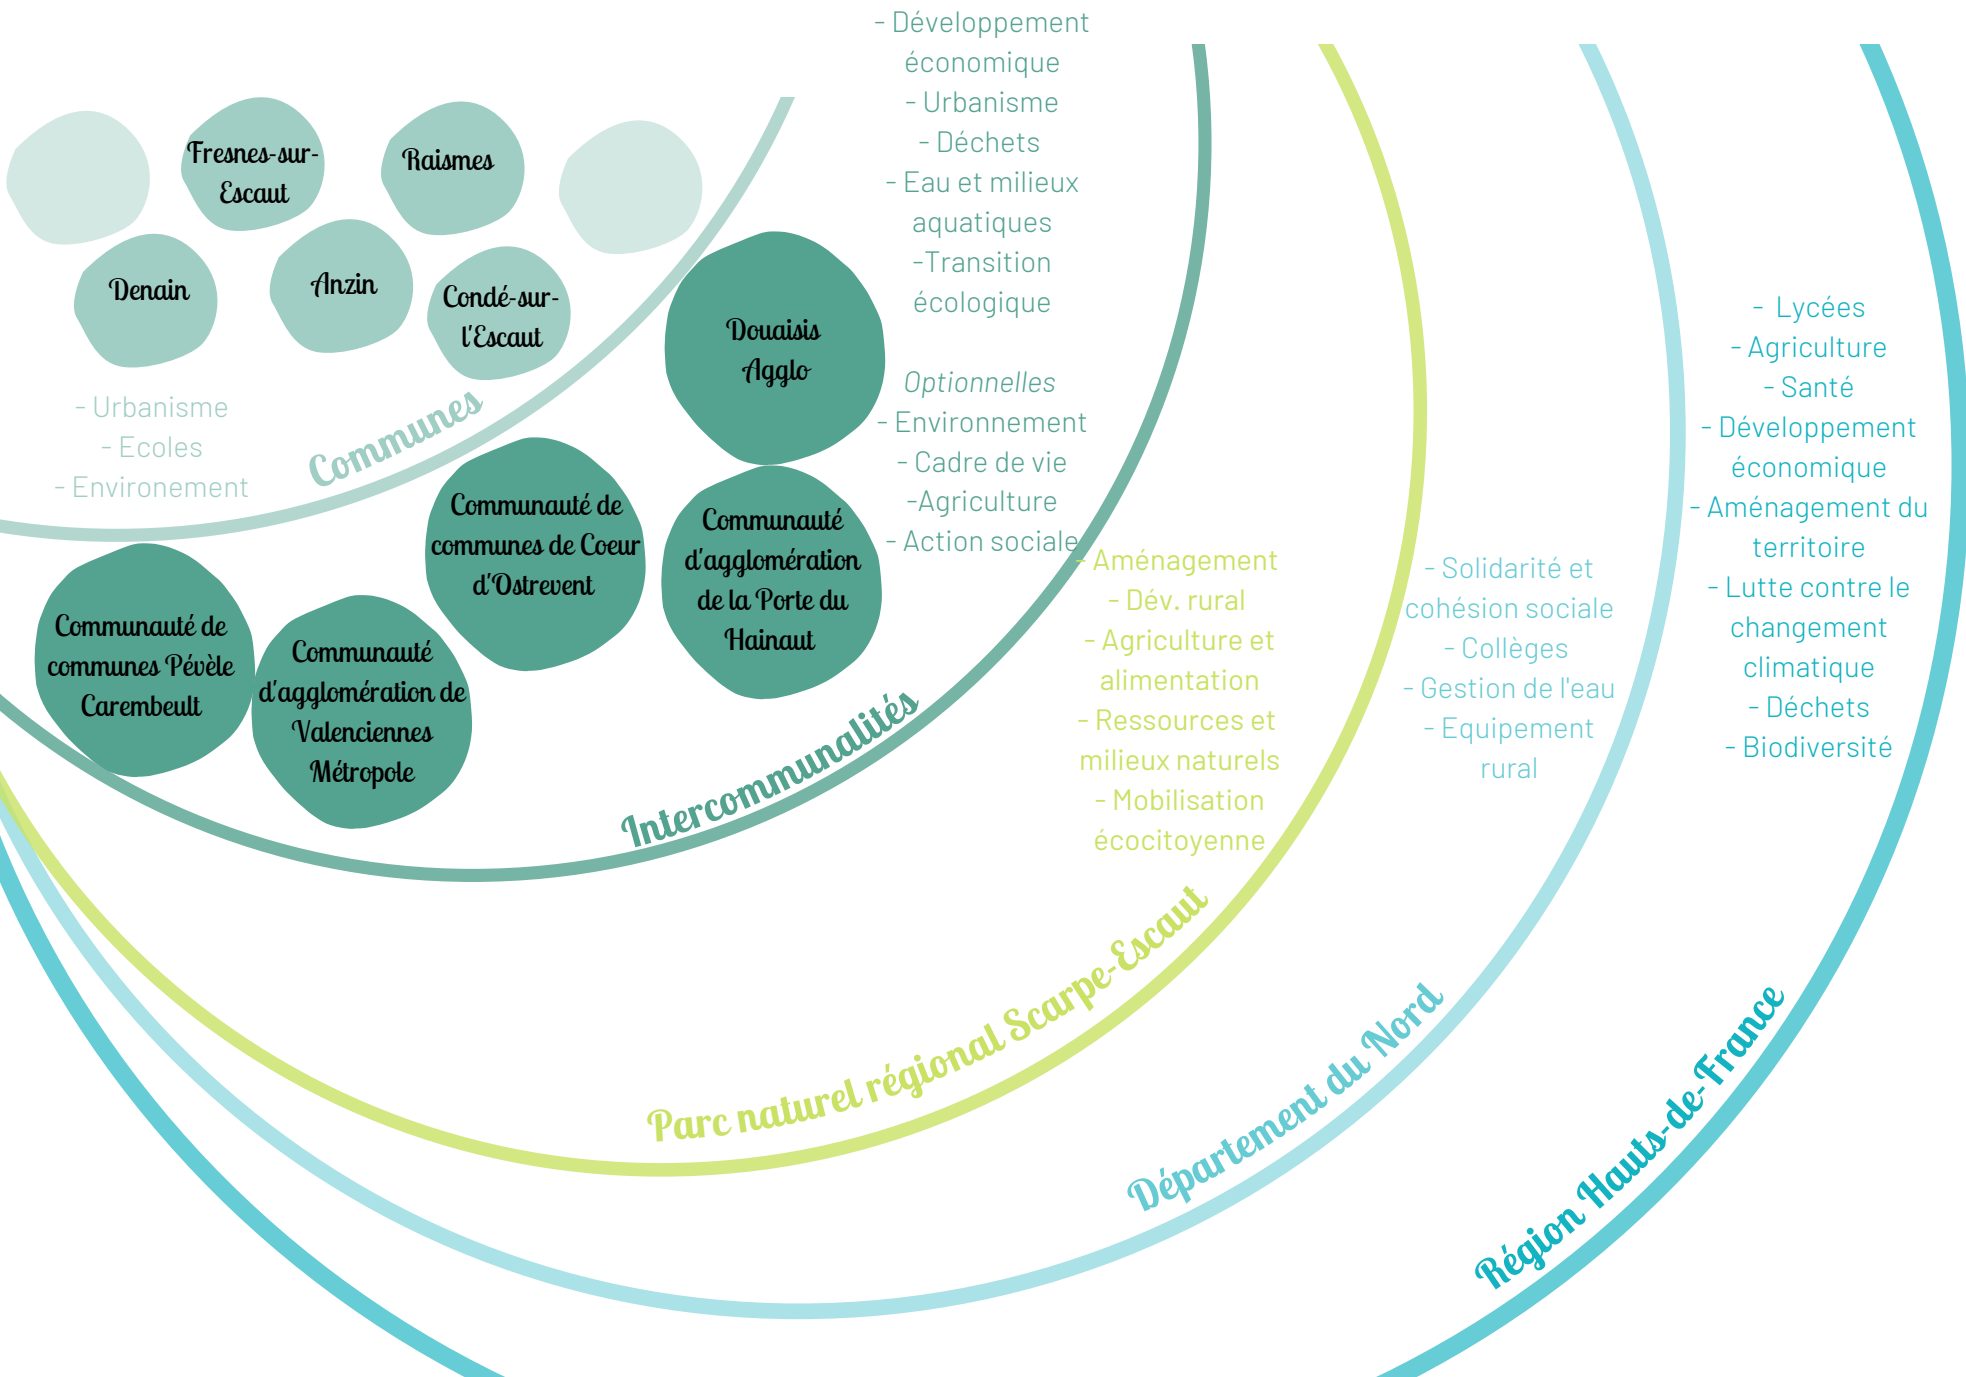 Fresnes-sur-
Escaut
Raismes
Denain
Anzin
Condé-sur-
l'Escaut
- Urbanisme
- Ecoles
- Environement
Communes
Douaisis
Agglo
Communauté de
communes de Coeur
d'Ostrevent
Communauté
d'agglomération
de la Porte du
Hainaut
Communauté de
communes Pévèle
Carembeult
Communauté
d'agglomération de
Valenciennes
Métropole
- Développement
économique
- Urbanisme
- Déchets
- Eau et milieux
aquatiques
-Transition
écologique
Optionnelles
- Environnement
- Cadre de vie
-Agriculture
- Action sociale
Intercommunalités
- Aménagement
- Dév. rural
- Agriculture et
alimentation
- Ressources et
milieux naturels
- Mobilisation
écocitoyenne
Parc naturel régional Scarpe-Escaut
- Solidarité et
cohésion sociale
- Collèges
- Gestion de l'eau
- Equipement
rural
Département du Nord
- Lycées
- Agriculture
- Santé
- Développement
économique
- Aménagement du
territoire
- Lutte contre le
changement
climatique
- Déchets
- Biodiversité
Région Hauts-de-France